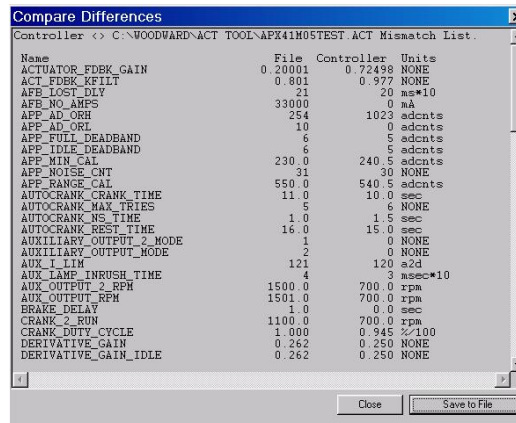 Compare Differences
Controller <> C:\WOODWARD\ACT TOOL\APX41M05TEST.ACT Mismatch List.
Name File Controller Units
ACTUATOR_FDBK_GAIN 0.20001 0.72498 NONE
ACT_FDBK_KFILT 0.801 0.977 NONE
AFB_LOST_DLY 21 20 ms*10
AFB_NO_AMPS 33000 0 mA
APP_AD_ORH 254 1023 adcnts
APP_AD_ORL 10 0 adcnts
APP_FULL_DEADBAND 6 5 adcnts
APP_IDLE_DEADBAND 6 5 adcnts
APP_MIN_CAL 230.0 240.5 adcnts
APP_NOISE_CNT 31 30 NONE
APP_RANGE_CAL 550.0 540.5 adcnts
AUTOCRANK_CRANK_TIME 11.0 10.0 sec
AUTOCRANK_MAX_TRIES 5 6 NONE
AUTOCRANK_NS_TIME 1.0 1.5 sec
AUTOCRANK_REST_TIME 16.0 15.0 sec
AUXILIARY_OUTPUT_2_MODE 1 0 NONE
AUXILIARY_OUTPUT_MODE 2 0 NONE
AUX_I_LIM 121 120 a2d
AUX_LAMP_INRUSH_TIME 4 3 msec*10
AUX_OUTPUT_2_RPM 1500.0 700.0 rpm
AUX_OUTPUT_RPM 1501.0 700.0 rpm
BRAKE_DELAY 1.0 0.0 sec
CRANK_2_RUN 1100.0 700.0 rpm
CRANK_DUTY_CYCLE 1.000 0.945 %/100
DERIVATIVE_GAIN 0.262 0.250 NONE
DERIVATIVE_GAIN_IDLE 0.262 0.250 NONE
Close Save to File